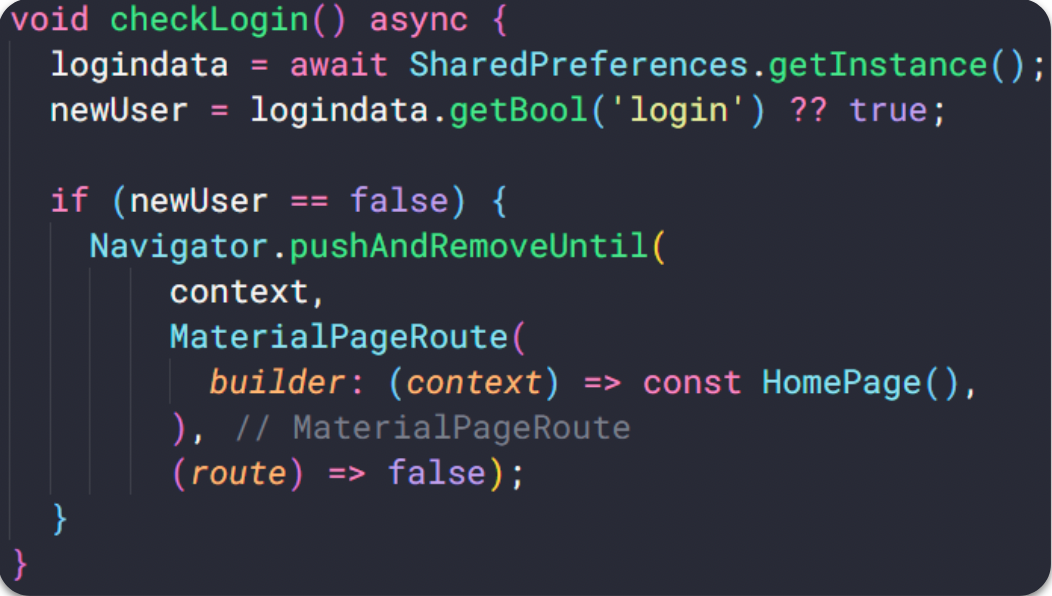 void checkLogin() async {
  logindata = await SharedPreferences.getInstance();
  newUser = logindata.getBool('login') ?? true;

  if (newUser == false) {
    Navigator.pushAndRemoveUntil(
        context,
        MaterialPageRoute(
          builder: (context) => const HomePage(),
        ), // MaterialPageRoute
        (route) => false);
  }
}